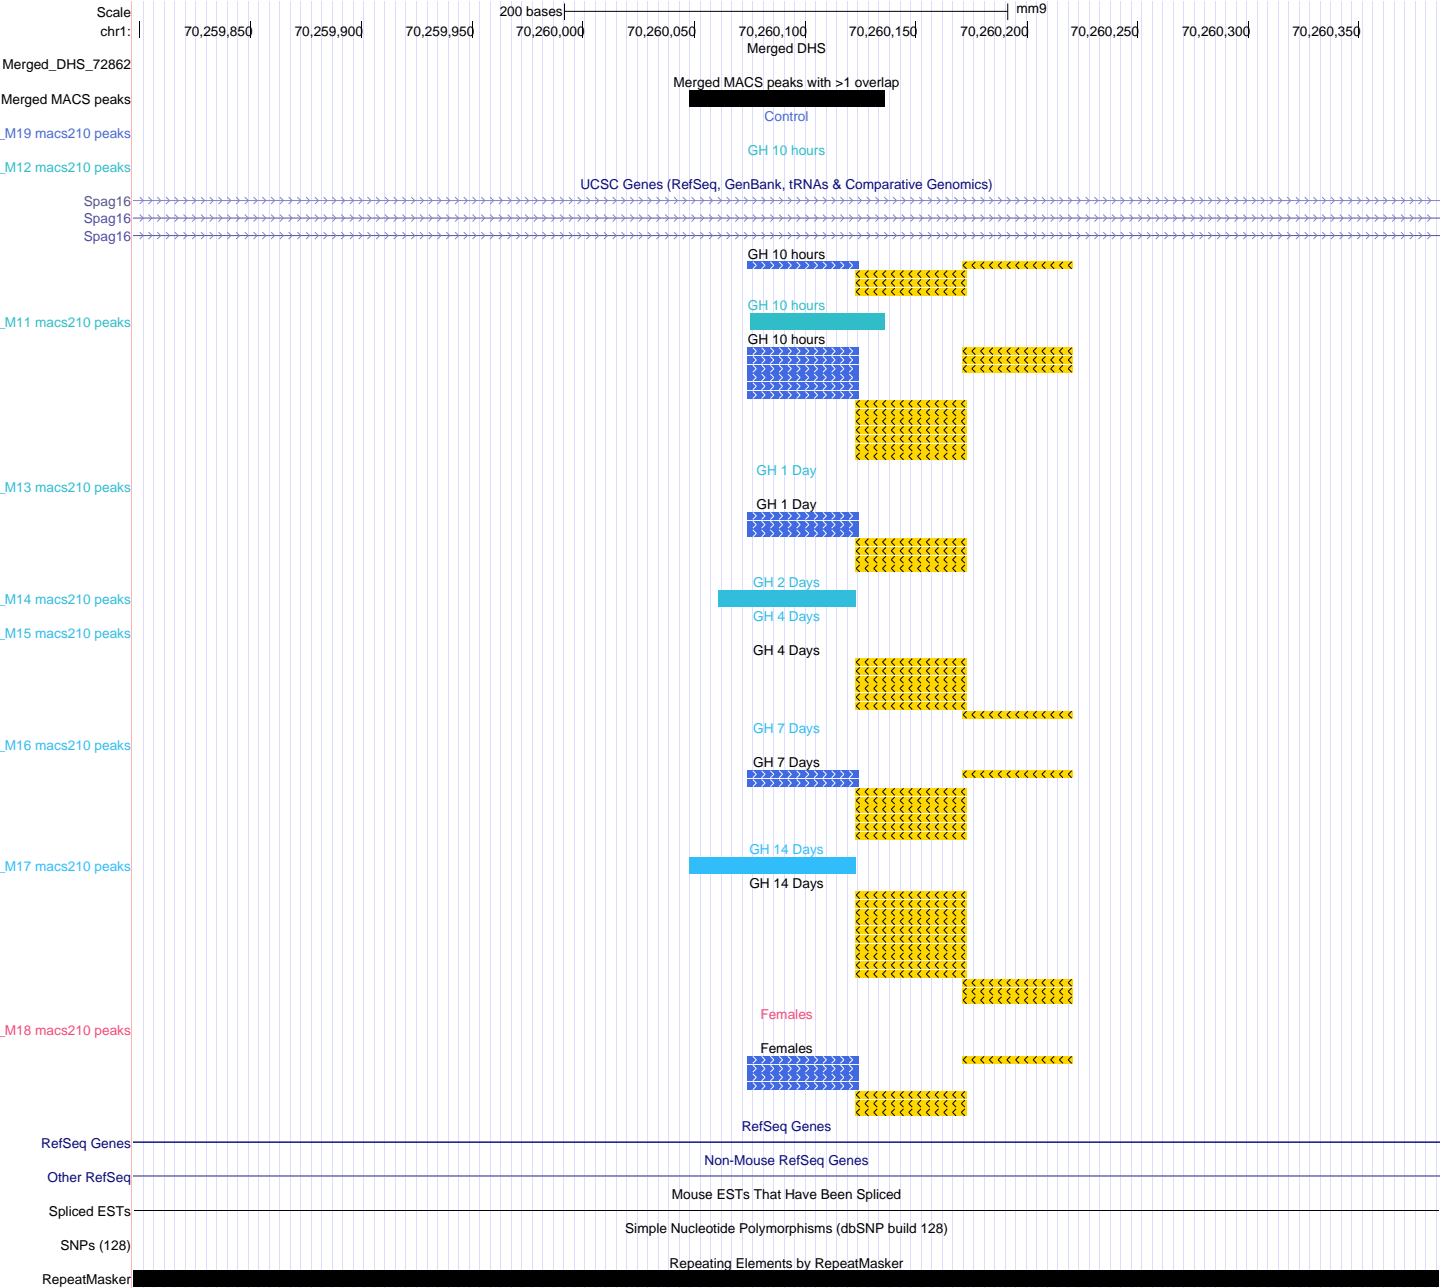 Scale 200 bases mm9
chr1: 70,259,850 70,259,900 70,259,950 70,260,000 70,260,050 70,260,100 70,260,150 70,260,200 70,260,250 70,260,300 70,260,350
Merged DHS
Merged_DHS_72862
Merged MACS peaks with >1 overlap
Merged MACS peaks
Control
_M19 macs210 peaks
GH 10 hours
_M12 macs210 peaks
UCSC Genes (RefSeq, GenBank, tRNAs & Comparative Genomics)
Spag16
Spag16
Spag16
GH 10 hours
GH 10 hours
_M11 macs210 peaks
GH 10 hours
GH 1 Day
_M13 macs210 peaks
GH 1 Day
GH 2 Days
_M14 macs210 peaks
GH 4 Days
_M15 macs210 peaks
GH 4 Days
GH 7 Days
_M16 macs210 peaks
GH 7 Days
GH 14 Days
_M17 macs210 peaks
GH 14 Days
Females
_M18 macs210 peaks
Females
RefSeq Genes
RefSeq Genes
Non-Mouse RefSeq Genes
Other RefSeq
Mouse ESTs That Have Been Spliced
Spliced ESTs
Simple Nucleotide Polymorphisms (dbSNP build 128)
SNPs (128)
Repeating Elements by RepeatMasker
RepeatMasker